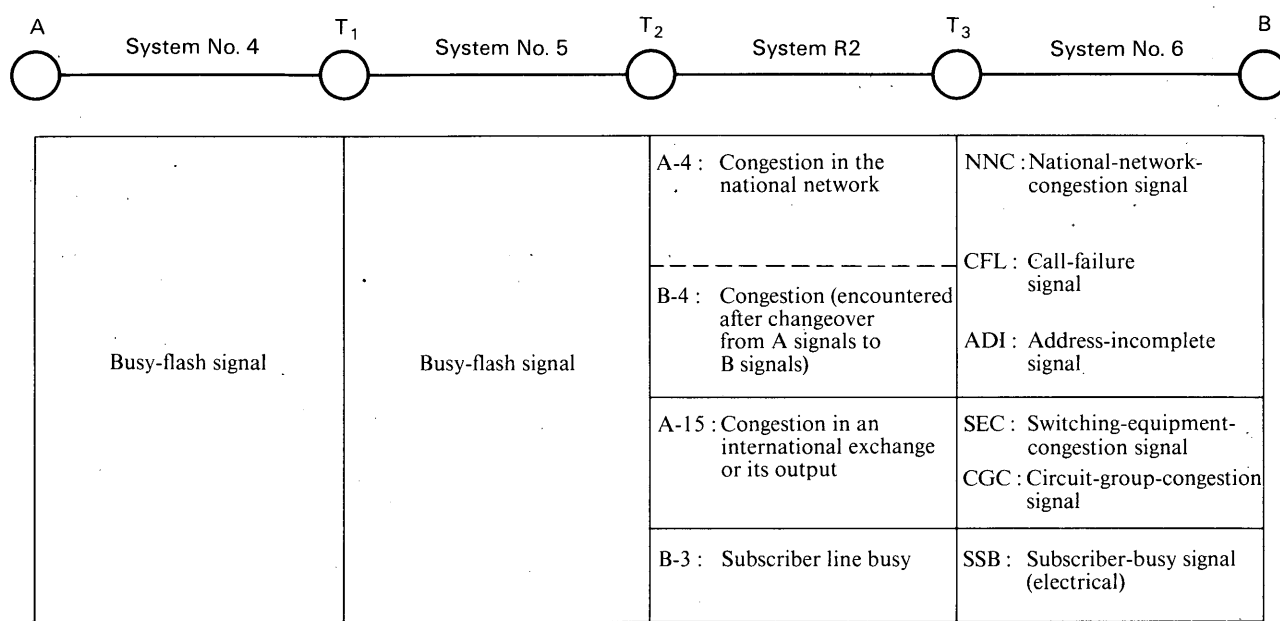 A
System No. 4
T1
System No. 5
T2
System R2
T3
System No. 6
B
Busy-flash signal
Busy-flash signal
A-4 : Congestion in the
national network
B-4 : Congestion (encountered
after changeover
from A signals to
B signals)
A-15 : Congestion in an
international exchange
or its output
B-3 : Subscriber line busy
NNC : National-network-
congestion signal
CFL : Call-failure
signal
ADI : Address-incomplete
signal
SEC : Switching-equipment-
congestion signal
CGC : Circuit-group-congestion
signal
SSB : Subscriber-busy signal
(electrical)